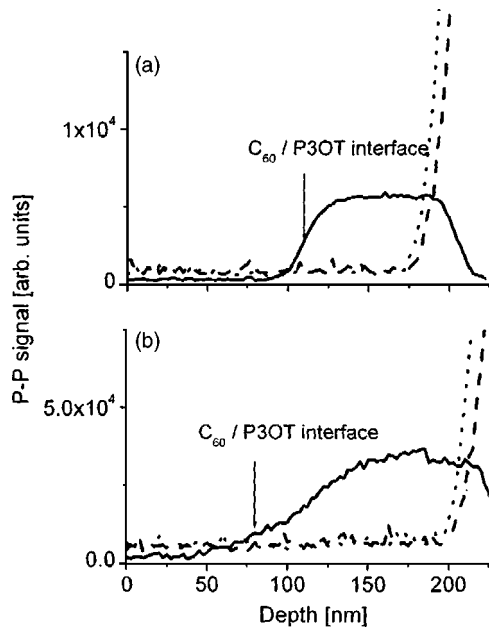 (a)
1x10⁴
C₆₀ / P3OT interface
0
P-P signal [arb. units]
(b)
5.0x10⁴
C₆₀ / P3OT interface
0.0
0 50 100 150 200
Depth [nm]